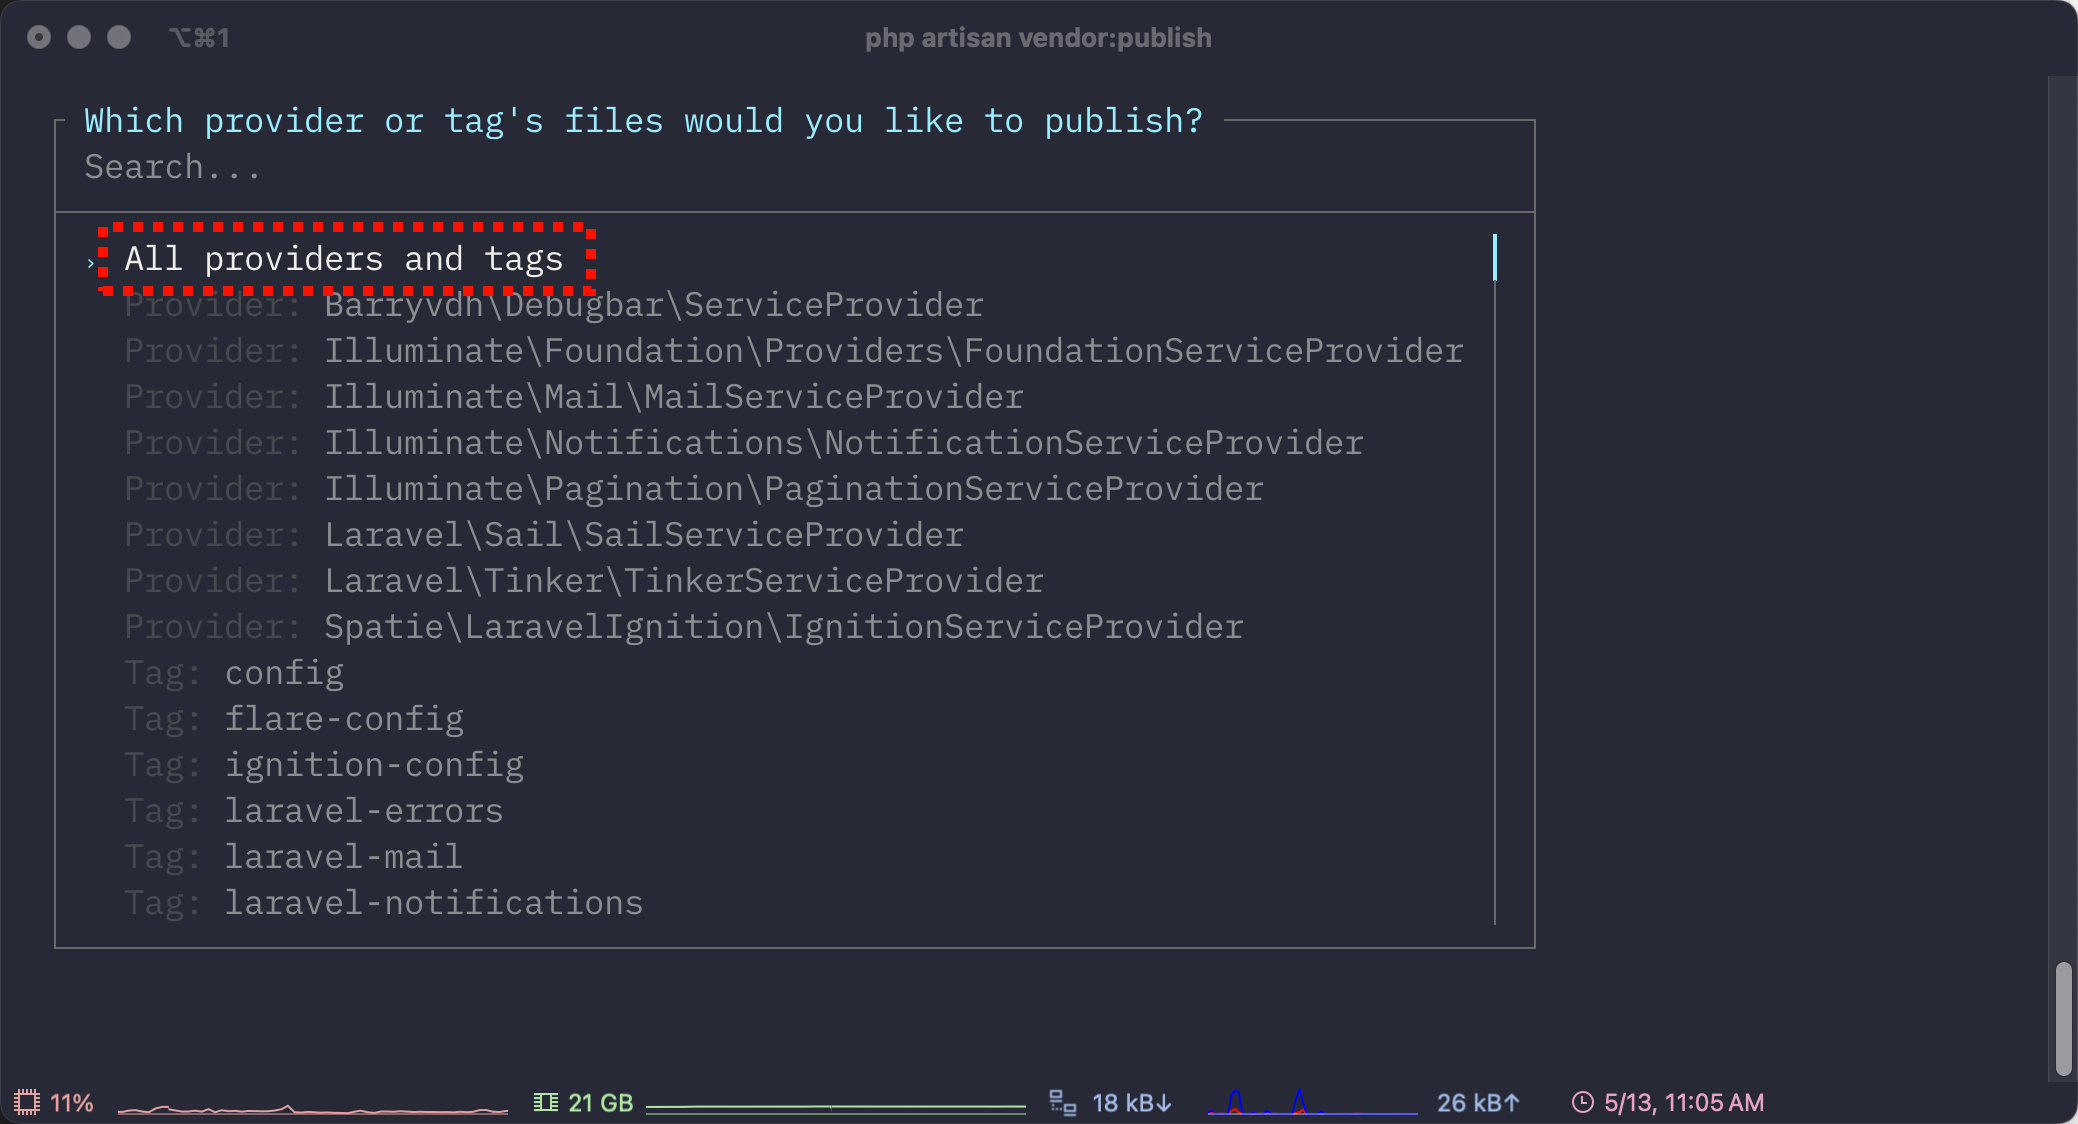 ⌥⌘1
php artisan vendor:publish
Which provider or tag's files would you like to publish?
Search...
› All providers and tags
Provider: Barryvdh\Debugbar\ServiceProvider
Provider: Illuminate\Foundation\Providers\FoundationServiceProvider
Provider: Illuminate\Mail\MailServiceProvider
Provider: Illuminate\Notifications\NotificationServiceProvider
Provider: Illuminate\Pagination\PaginationServiceProvider
Provider: Laravel\Sail\SailServiceProvider
Provider: Laravel\Tinker\TinkerServiceProvider
Provider: Spatie\LaravelIgnition\IgnitionServiceProvider
Tag: config
Tag: flare-config
Tag: ignition-config
Tag: laravel-errors
Tag: laravel-mail
Tag: laravel-notifications
11% 21 GB 18 kB↓ 26 kB↑ 5/13, 11:05 AM